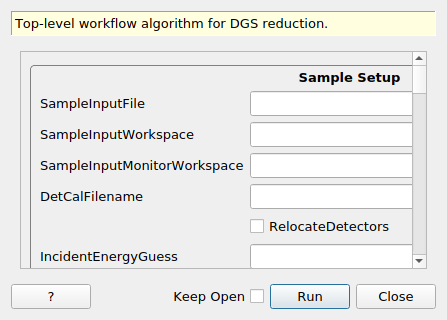 Top-level workflow algorithm for DGS reduction.
Sample Setup
SampleInputFile
SampleInputWorkspace
SampleInputMonitorWorkspace
DetCalFilename
RelocateDetectors
IncidentEnergyGuess
? Keep Open Run Close